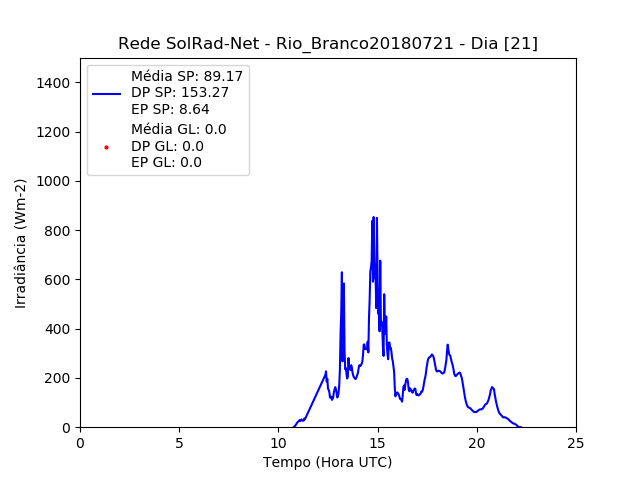 Rede SolRad-Net - Rio_Branco20180721 - Dia [21]
Média SP: 89.17
DP SP: 153.27
EP SP: 8.64
Média GL: 0.0
DP GL: 0.0
EP GL: 0.0
1400
1200
1000
800
600
400
200
0
Irradiância (Wm-2)
0 5 10 15 20 25
Tempo (Hora UTC)